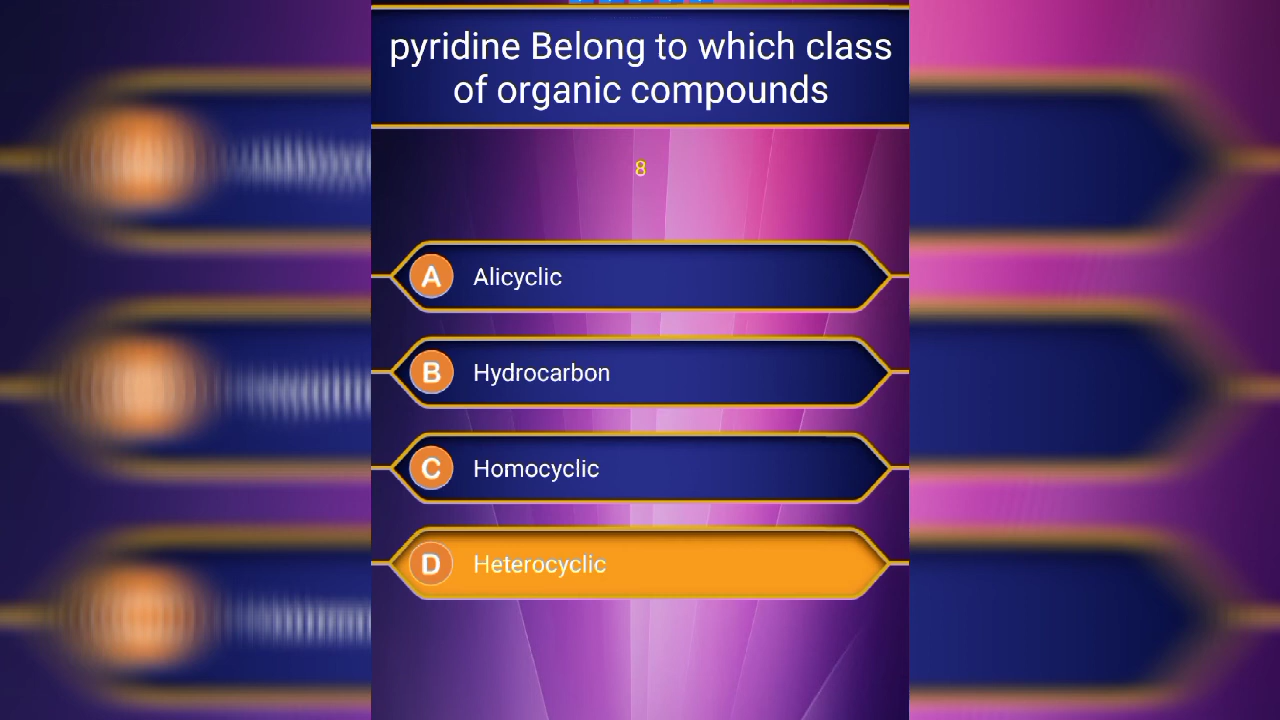 pyridine Belong to which class
of organic compounds
8
A Alicyclic
B Hydrocarbon
C Homocyclic
D Heterocyclic